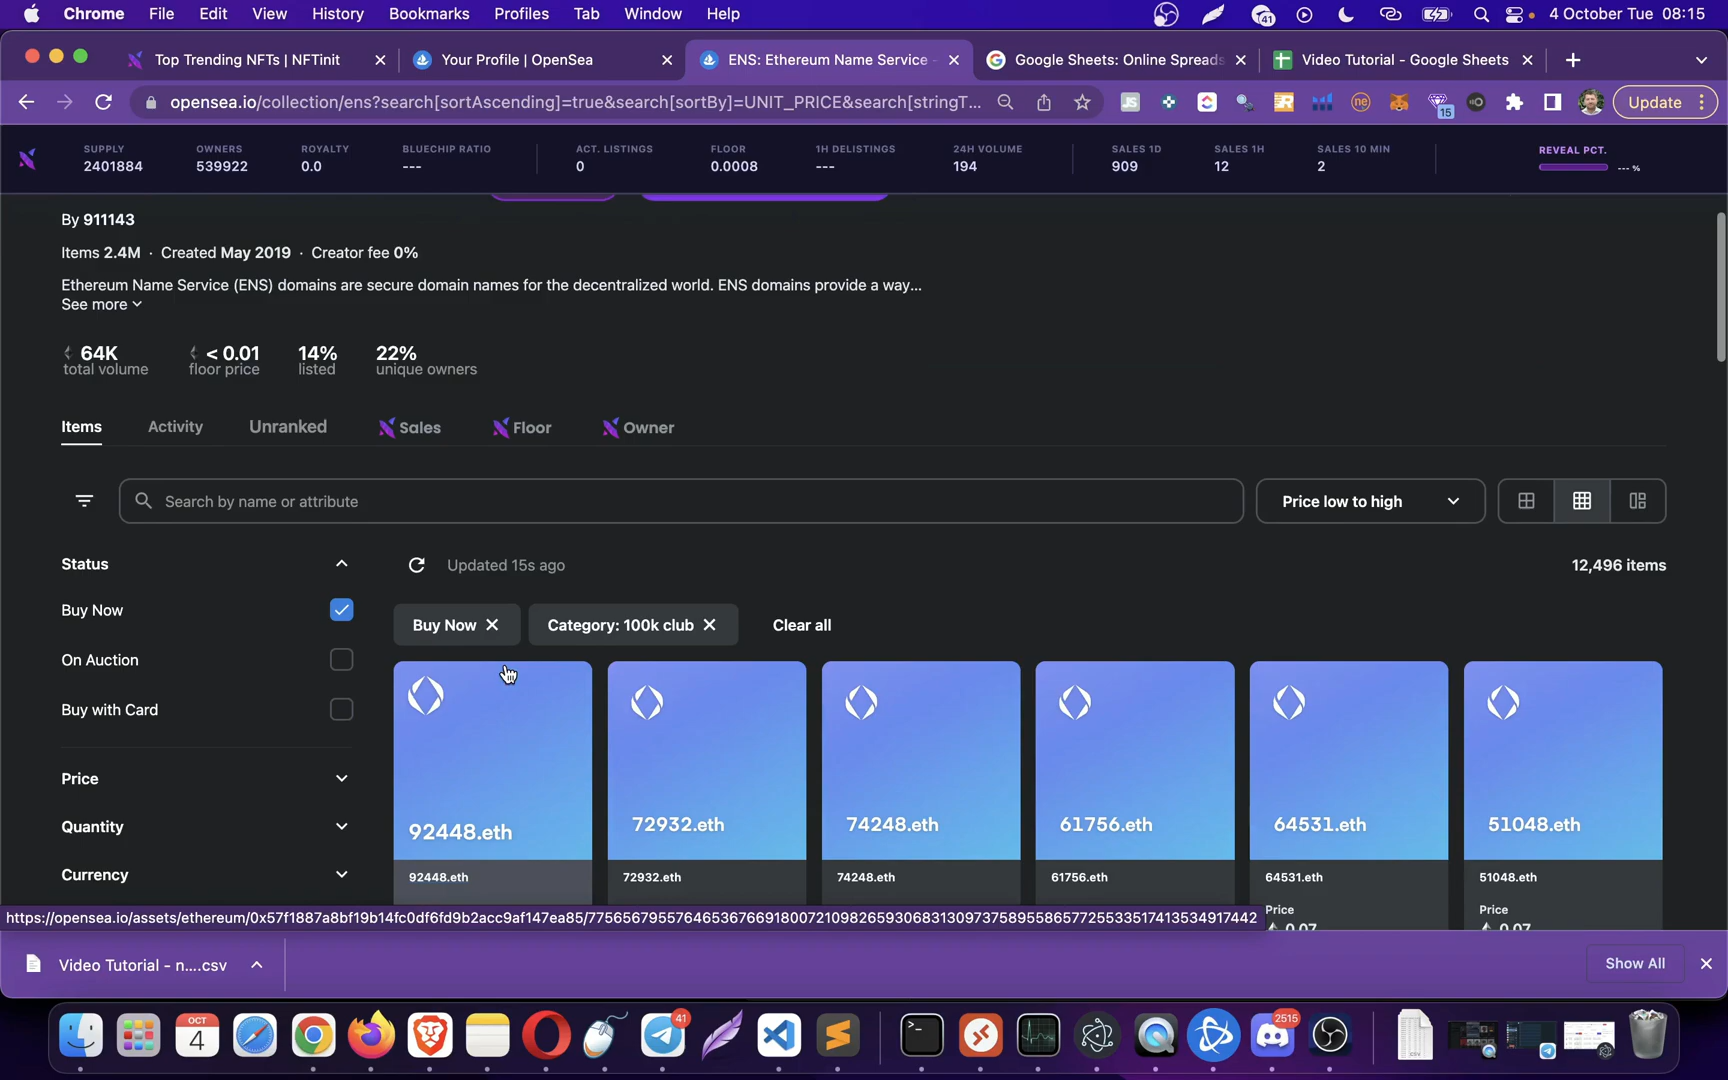 Chrome File Edit View History Bookmarks Profiles Tab Window Help 41 4 October Tue 08:15
Top Trending NFTs | NFTinit Your Profile | OpenSea ENS: Ethereum Name Service - Google Sheets: Online Spreads Video Tutorial - Google Sheets
opensea.io/collection/ens?search[sortAscending]=true&search[sortBy]=UNIT_PRICE&search[stringT... JS R ne 15 Update
SUPPLY OWNERS ROYALTY BLUECHIP RATIO ACT. LISTINGS FLOOR 1H DELISTINGS 24H VOLUME SALES 1D SALES 1H SALES 10 MIN REVEAL PCT.
2401884 539922 0.0 --- 0 0.0008 --- 194 909 12 2 --- %
By 911143
Items 2.4M · Created May 2019 · Creator fee 0%
Ethereum Name Service (ENS) domains are secure domain names for the decentralized world. ENS domains provide a way...
See more
64K < 0.01 14% 22%
total volume floor price listed unique owners
Items Activity Unranked Sales Floor Owner
Search by name or attribute Price low to high
Status Updated 15s ago 12,496 items
Buy Now Buy Now Category: 100k club Clear all
On Auction
Buy with Card
Price
Quantity
92448.eth 72932.eth 74248.eth 61756.eth 64531.eth 51048.eth
Currency 92448.eth 72932.eth 74248.eth 61756.eth 64531.eth 51048.eth
Price Price
https://opensea.io/assets/ethereum/0x57f1887a8bf19b14fc0df6fd9b2acc9af147ea85/77565679557646536766918007210982659306831309737589558657725533517413534917442
0.07 0.07
Video Tutorial - n....csv Show All
OCT 4 41 2515
CSV